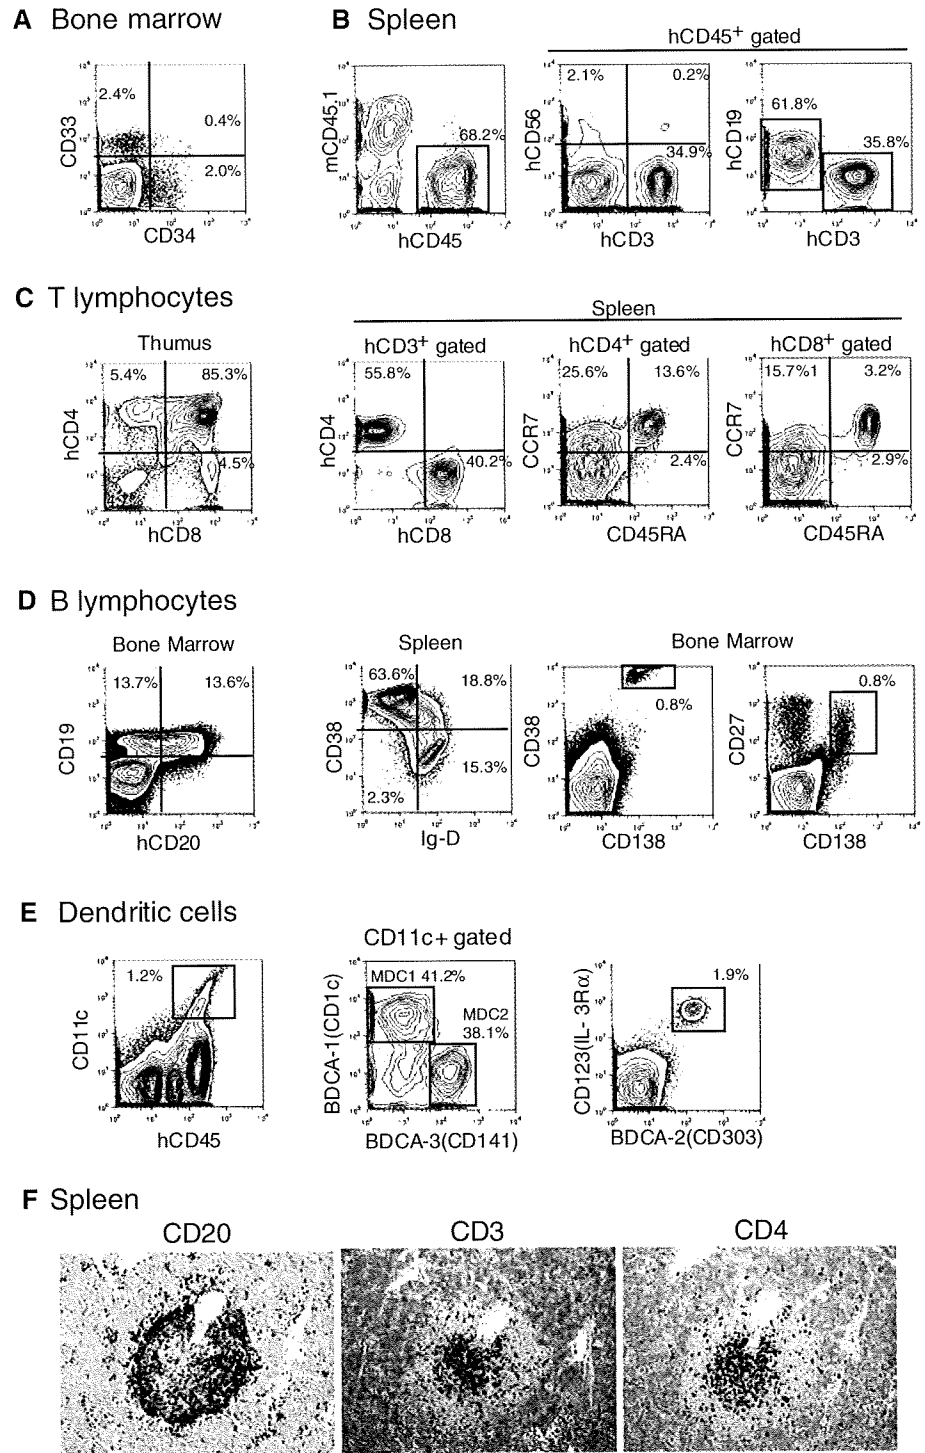 A Bone marrow
CD33
2.4%
0.4%
2.0%
CD34
B Spleen
hCD45+ gated
mCD45.1
68.2%
hCD45
hCD56
2.1%
0.2%
34.9%
hCD3
hCD19
61.8%
35.8%
hCD3
C T lymphocytes
Thumus
hCD4
5.4%
85.3%
4.5%
hCD8
Spleen
hCD3+ gated
hCD4
55.8%
40.2%
hCD8
hCD4+ gated
CCR7
25.6%
13.6%
2.4%
CD45RA
hCD8+ gated
CCR7
15.7%1
3.2%
2.9%
CD45RA
D B lymphocytes
Bone Marrow
CD19
13.7%
13.6%
hCD20
Spleen
CD38
63.6%
18.8%
15.3%
2.3%
Ig-D
Bone Marrow
CD38
0.8%
CD138
CD27
0.8%
CD138
E Dendritic cells
CD11c
1.2%
hCD45
CD11c+ gated
BDCA-1(CD1c)
MDC1 41.2%
MDC2
38.1%
BDCA-3(CD141)
CD123(IL- 3Rα)
1.9%
BDCA-2(CD303)
F Spleen
CD20
CD3
CD4